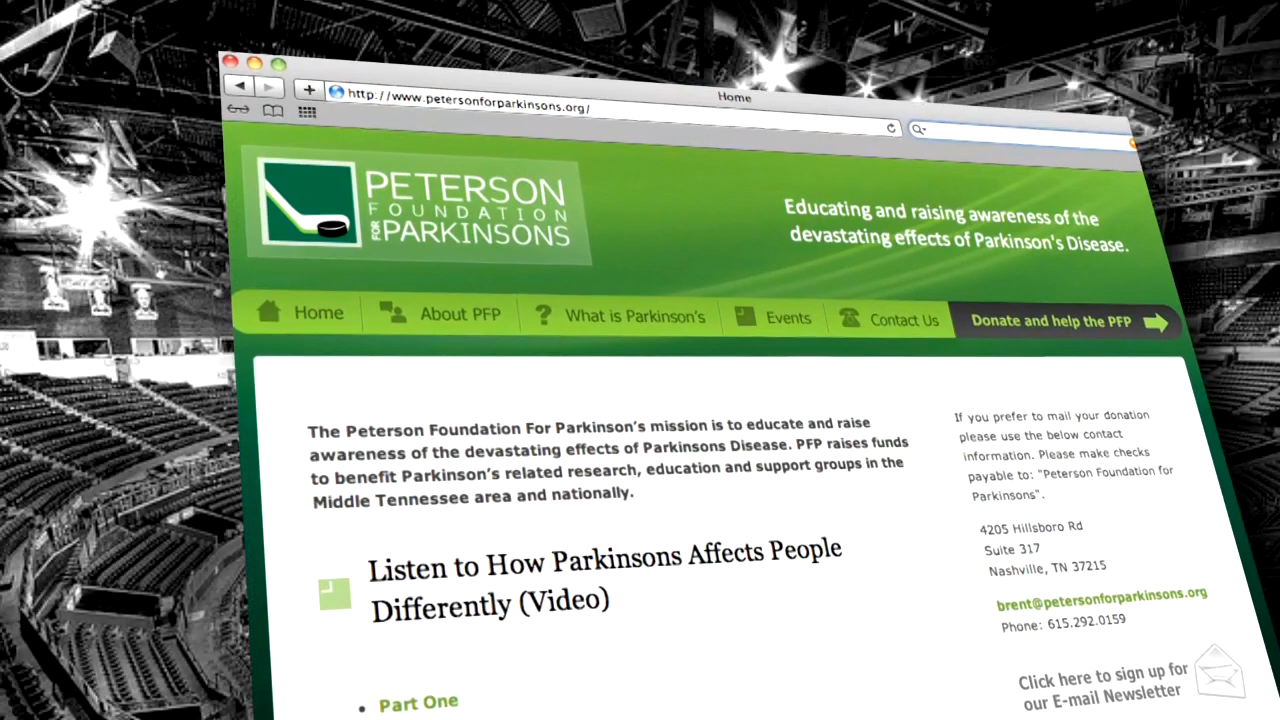 Home
http://www.petersonforparkinsons.org/
PETERSON
FOUNDATION
FOR PARKINSONS
Educating and raising awareness of the
devastating effects of Parkinson's Disease.
Home
About PFP
What is Parkinson's
Events
Contact Us
Donate and help the PFP
The Peterson Foundation For Parkinson's mission is to educate and raise
awareness of the devastating effects of Parkinsons Disease. PFP raises funds
to benefit Parkinson's related research, education and support groups in the
Middle Tennessee area and nationally.
Listen to How Parkinsons Affects People
Differently (Video)
Part One
If you prefer to mail your donation
please use the below contact
information. Please make checks
payable to: "Peterson Foundation for
Parkinsons".
4205 Hillsboro Rd
Suite 317
Nashville, TN 37215
brent@petersonforparkinsons.org
Phone: 615.292.0159
Click here to sign up for
our E-mail Newsletter